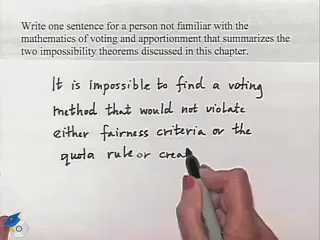 Write one sentence for a person not familiar with the
mathematics of voting and apportionment that summarizes the
two impossibility theorems discussed in this chapter.
It is impossible to find a voting
method that would not violate
either fairness criteria or the
quota rule or crea